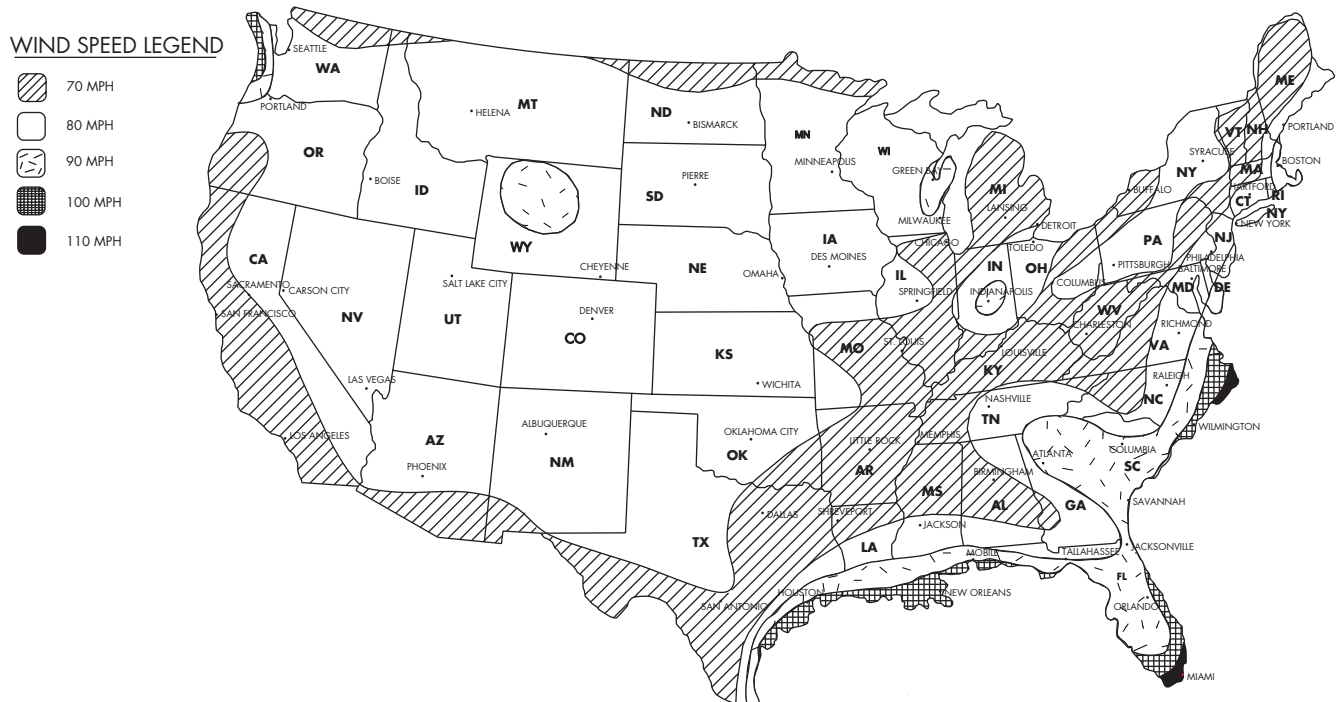 WIND SPEED LEGEND
70 MPH
80 MPH
90 MPH
100 MPH
110 MPH
SEATTLE
WA
PORTLAND
OR
BOISE
ID
HELENA
MT
ND
BISMARCK
MN
MINNEAPOLIS
WI
GREEN BAY
MILWAUKEE
PIERRE
SD
WY
CHEYENNE
NE
OMAHA
IA
DES MOINES
CHICAGO
IL
SPRINGFIELD
MI
LANSING
DETROIT
TOLEDO
IN
INDIANAPOLIS
OH
COLUMBUS
CA
SACRAMENTO
CARSON CITY
SAN FRANCISCO
NV
LAS VEGAS
LOS ANGELES
SALT LAKE CITY
UT
DENVER
CO
KS
WICHITA
MO
ST. LOUIS
KY
LOUISVILLE
WV
CHARLESTON
PA
PITTSBURGH
PHILADELPHIA
BALTIMORE
MD
DE
NJ
NY
SYRACUSE
BUFFALO
VT
NH
ME
PORTLAND
MA
BOSTON
HARTFORD
CT
RI
NY
NEW YORK
VA
RICHMOND
RALEIGH
NC
WILMINGTON
AZ
PHOENIX
ALBUQUERQUE
NM
OKLAHOMA CITY
OK
LITTLE ROCK
AR
MEMPHIS
NASHVILLE
TN
BIRMINGHAM
ATLANTA
COLUMBIA
SC
SAVANNAH
GA
AL
MS
JACKSON
SHREVEPORT
DALLAS
TX
LA
HOUSTON
SAN ANTONIO
NEW ORLEANS
MOBILE
TALLAHASSEE
JACKSONVILLE
FL
ORLANDO
MIAMI